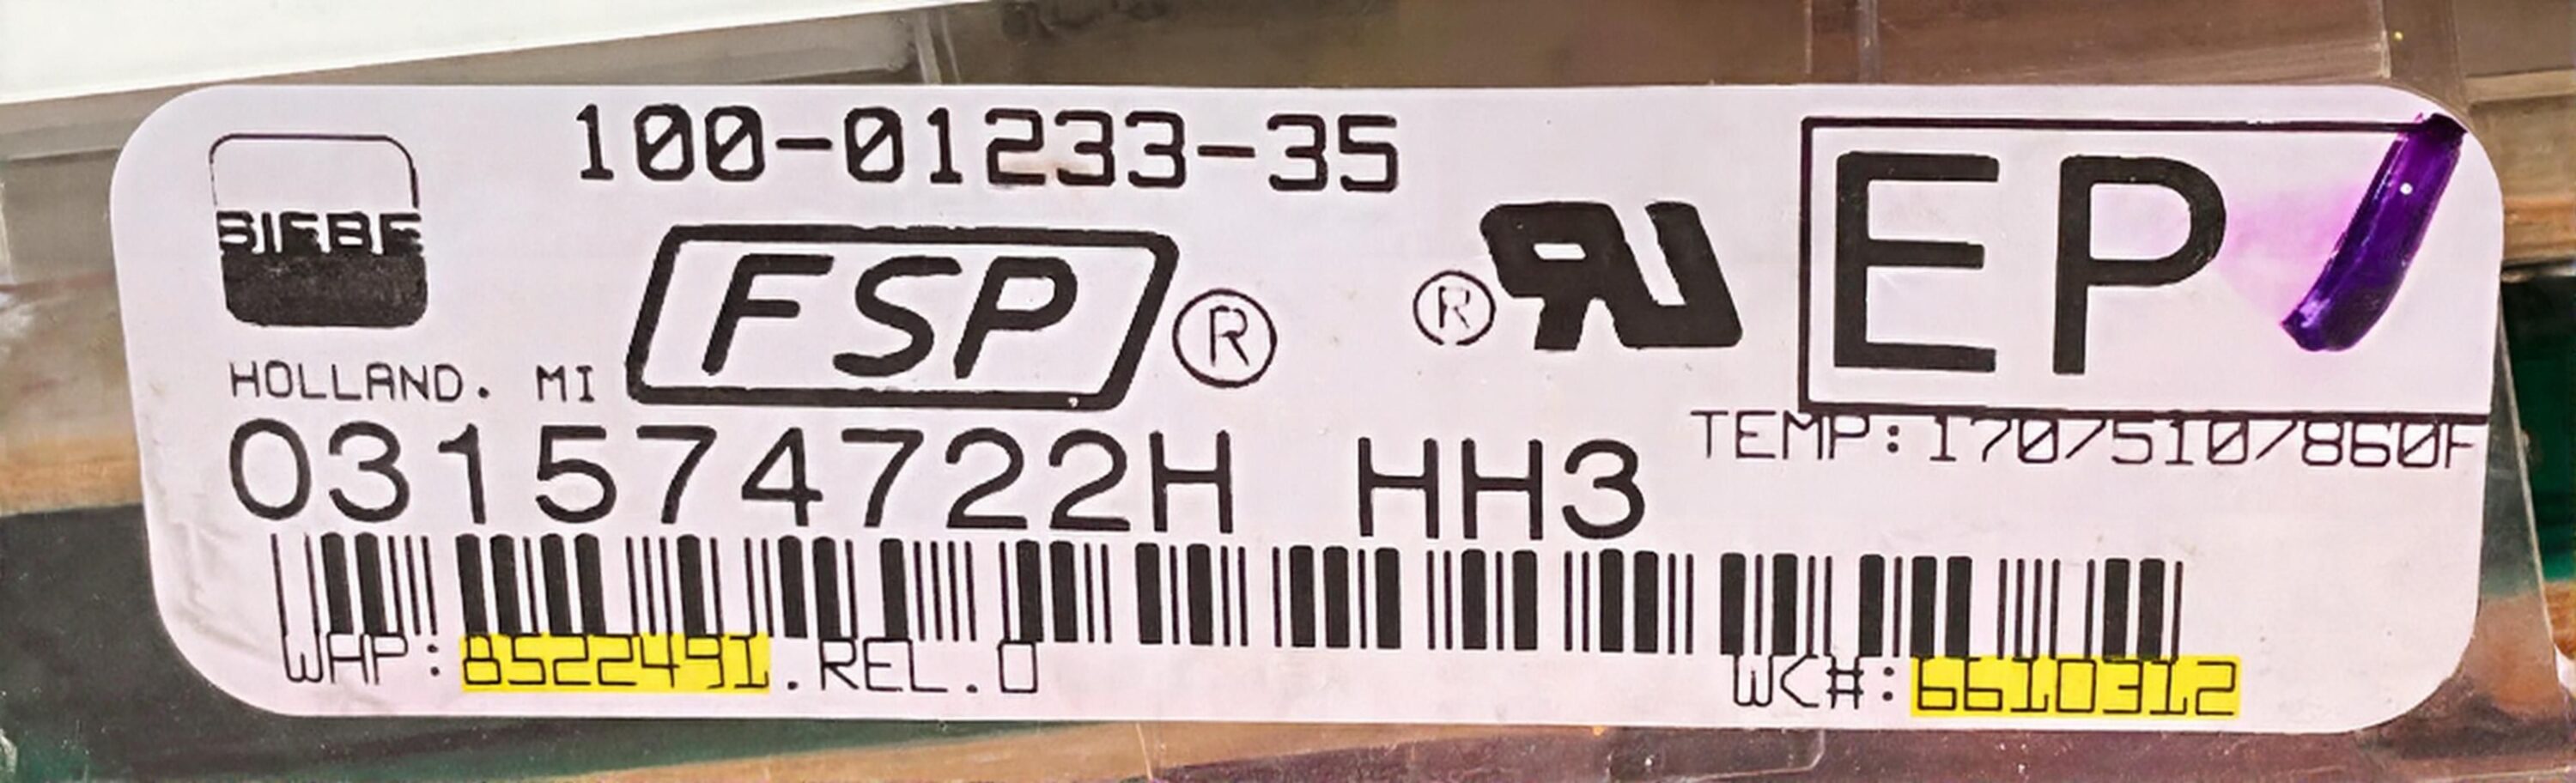 100-01233-35
SIEBE
FSP ®
® RU
EP
HOLLAND. MI
TEMP:170/510/860F
031574722H HH3
WHP:8522491.REL.0
WC#:6610312